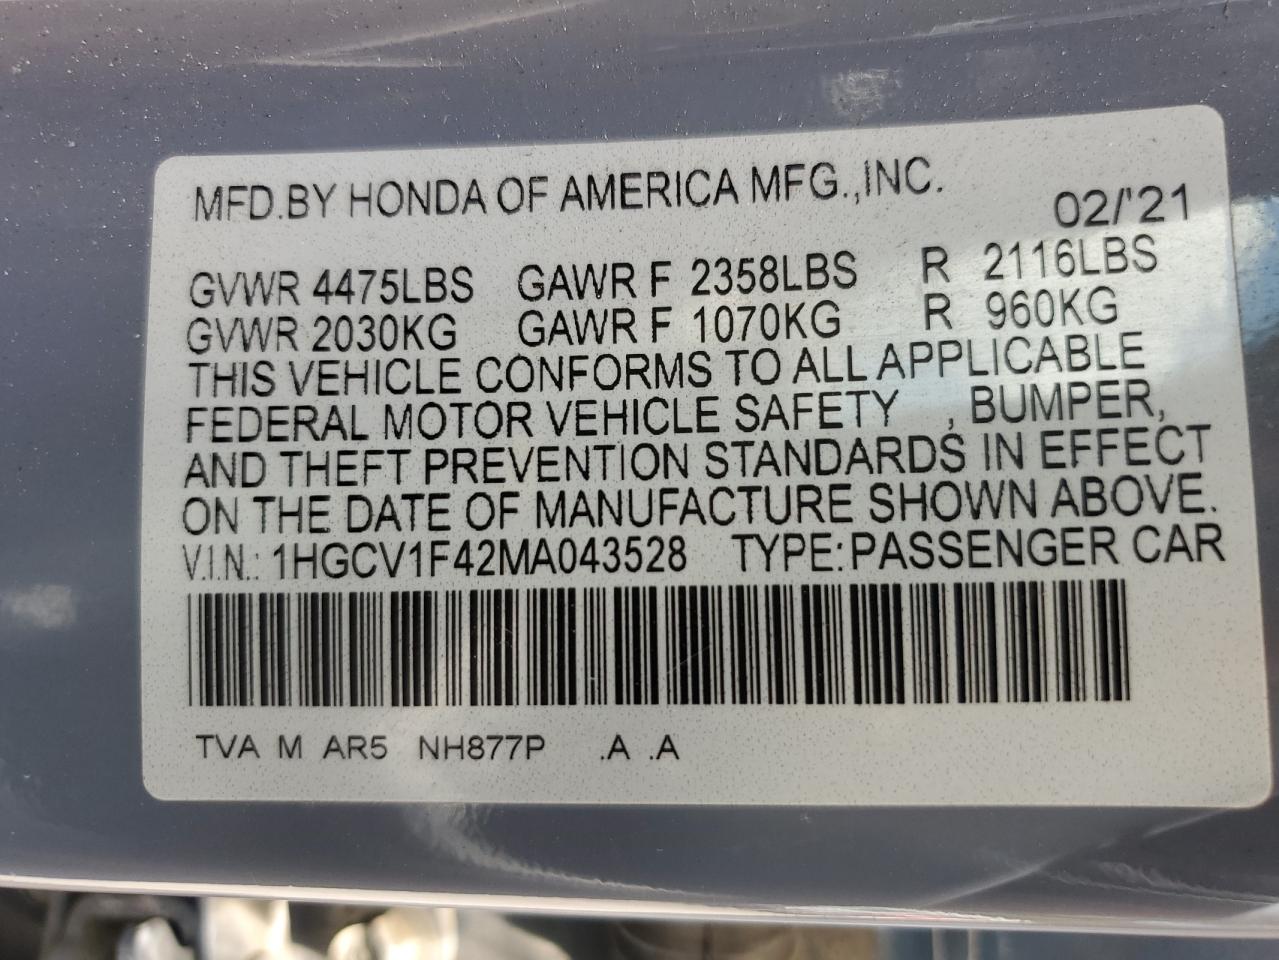 MFD.BY HONDA OF AMERICA MFG.,INC.
02/'21
GVWR 4475LBS GAWR F 2358LBS R 2116LBS
GVWR 2030KG GAWR F 1070KG R 960KG
THIS VEHICLE CONFORMS TO ALL APPLICABLE
FEDERAL MOTOR VEHICLE SAFETY , BUMPER,
AND THEFT PREVENTION STANDARDS IN EFFECT
ON THE DATE OF MANUFACTURE SHOWN ABOVE.
V.I.N.: 1HGCV1F42MA043528 TYPE:PASSENGER CAR
TVA M AR5 NH877P .A .A